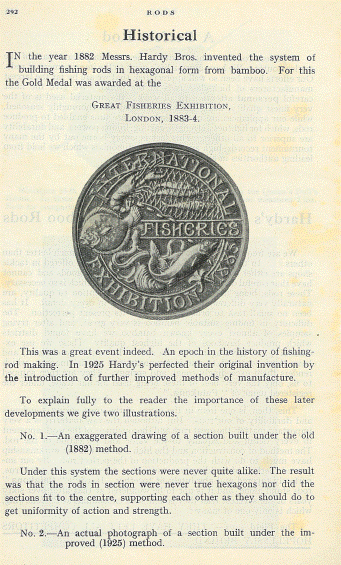 292
RODS
Historical
IN the year 1882 Messrs. Hardy Bros. invented the system of
building fishing rods in hexagonal form from bamboo. For this
the Gold Medal was awarded at the
GREAT FISHERIES EXHIBITION,
LONDON, 1883-4.
INTERNATIONAL
FISHERIES
EXHIBITION
1883
This was a great event indeed. An epoch in the history of fishing-
rod making. In 1925 Hardy's perfected their original invention by
the introduction of further improved methods of manufacture.
To explain fully to the reader the importance of these later
developments we give two illustrations.
No. 1.—An exaggerated drawing of a section built under the old
(1882) method.
Under this system the sections were never quite alike. The result
was that the rods in section were never true hexagons nor did the
sections fit to the centre, supporting each other as they should do to
get uniformity of action and strength.
No. 2.—An actual photograph of a section built under the im-
proved (1925) method.